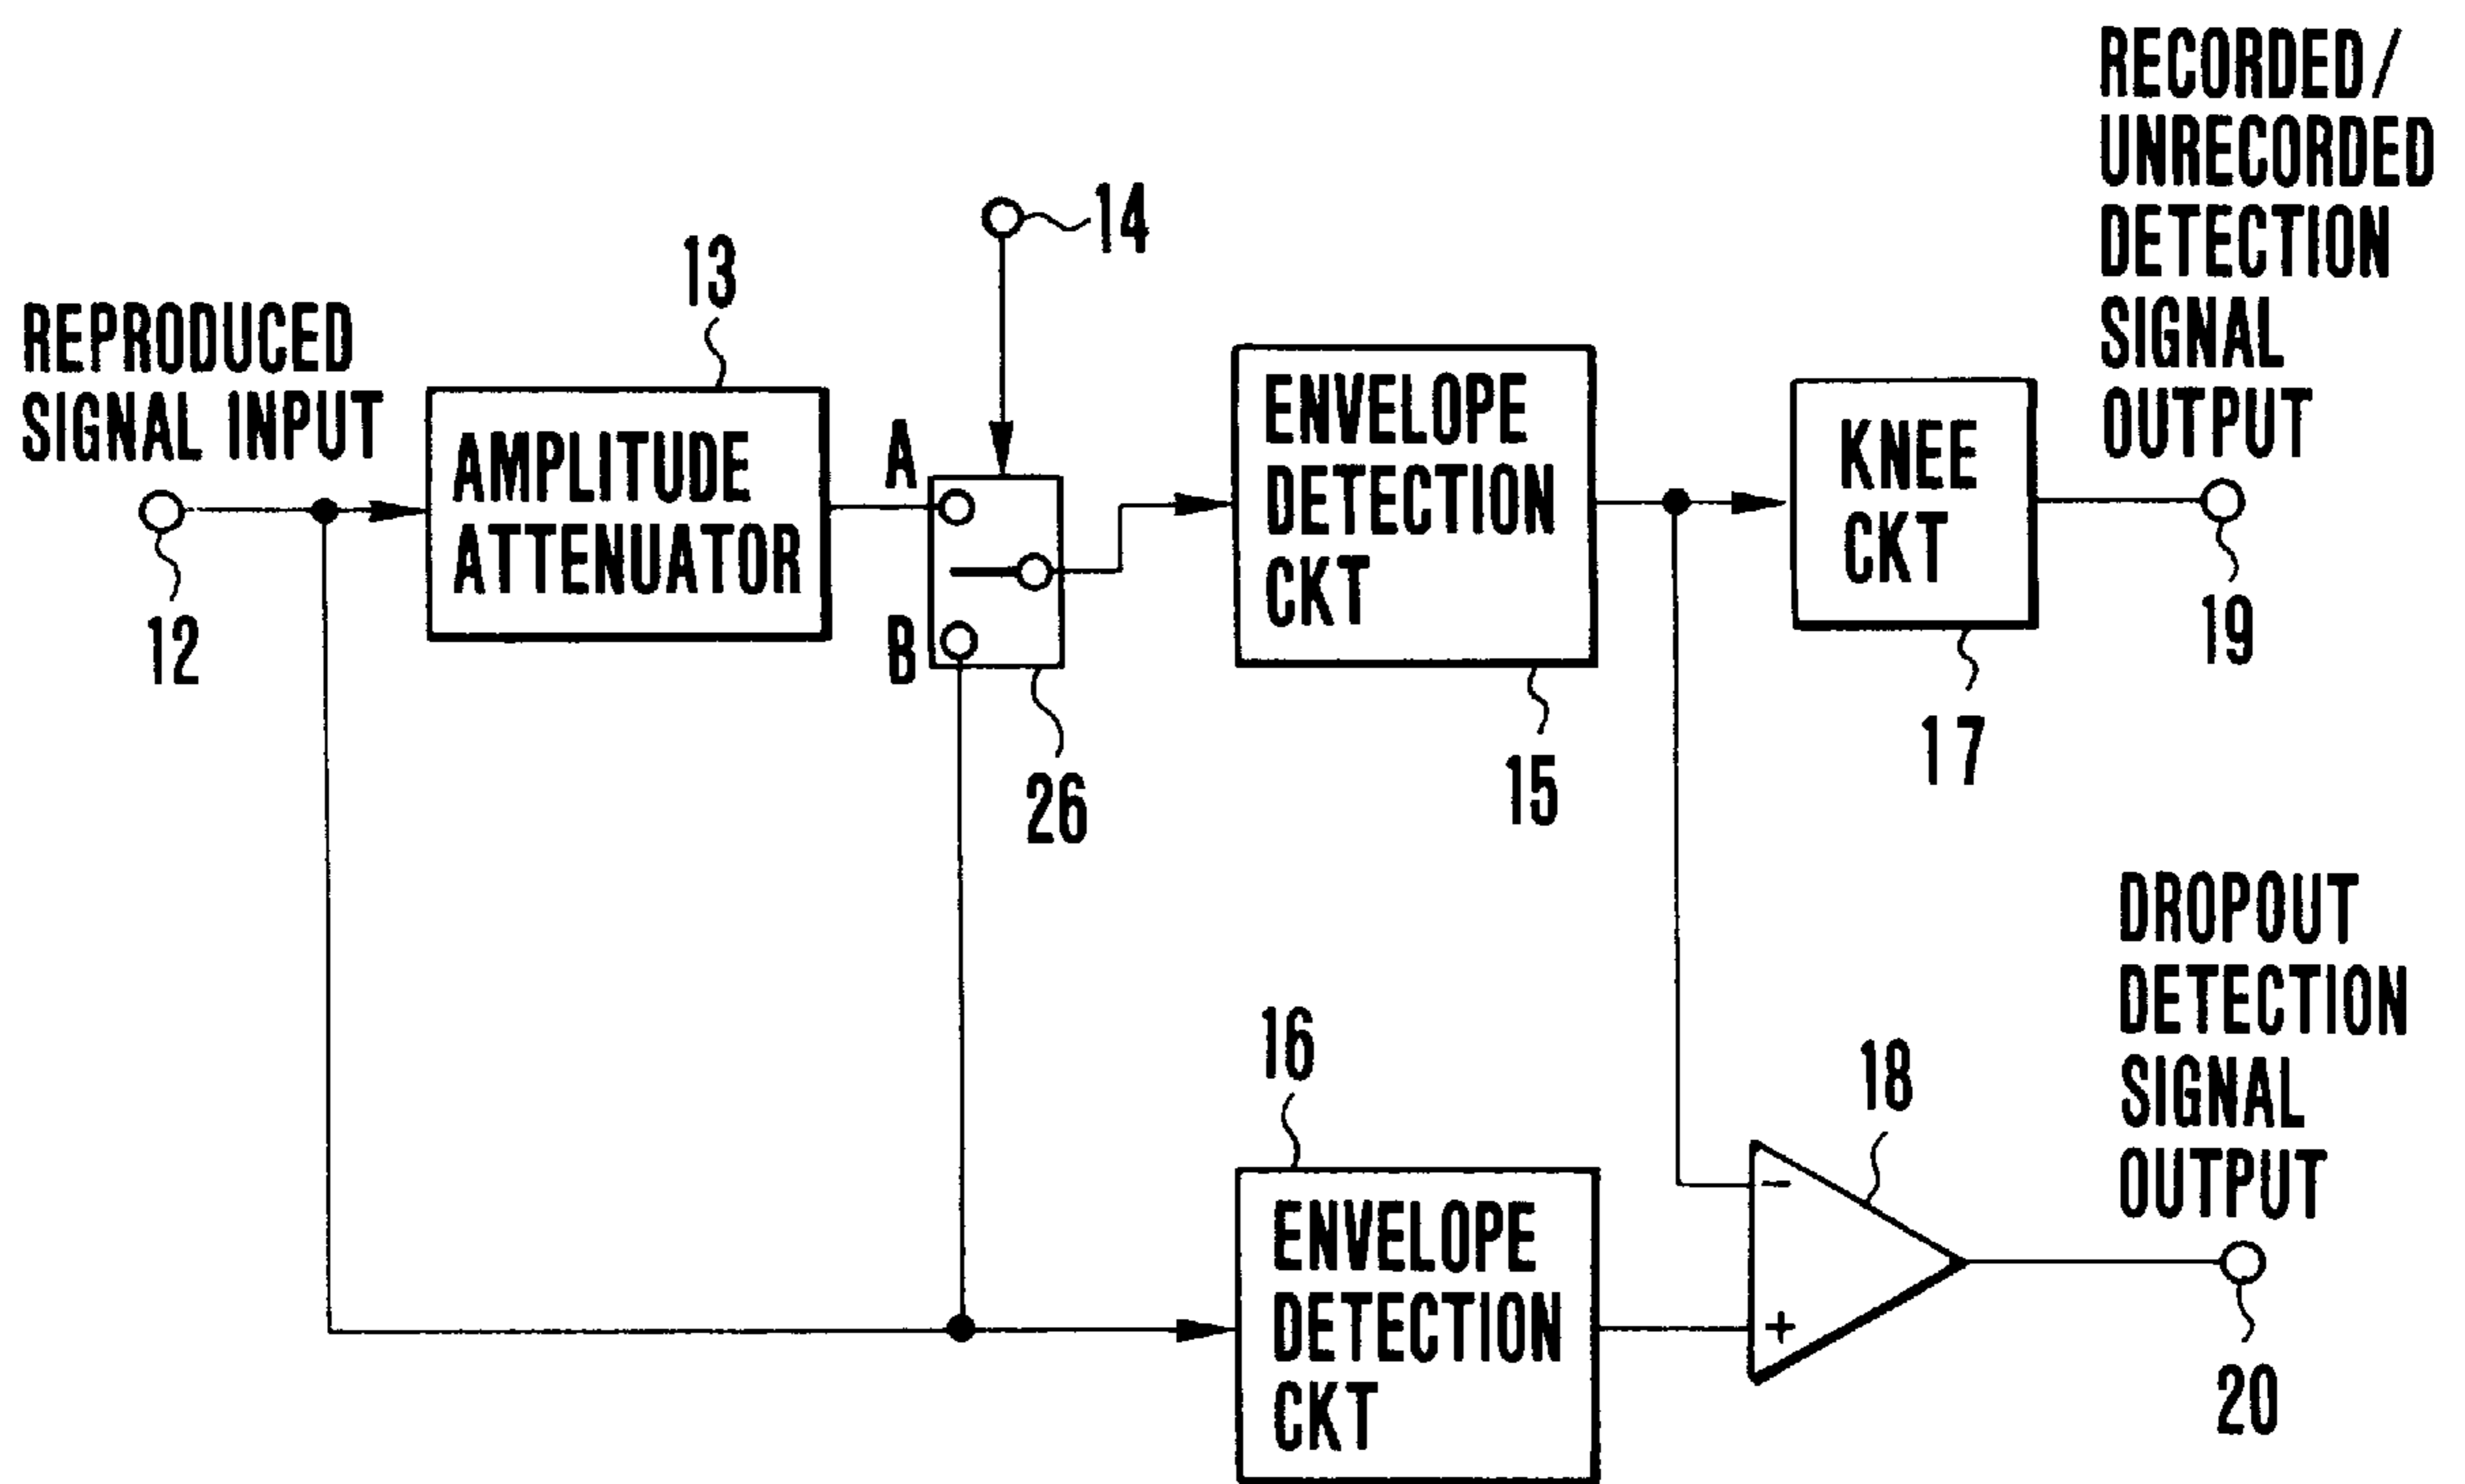 REPRODUCED
SIGNAL INPUT
12
13
AMPLITUDE
ATTENUATOR
14
A
B
26
ENVELOPE
DETECTION
CKT
15
KNEE
CKT
17
RECORDED/
UNRECORDED
DETECTION
SIGNAL
OUTPUT
19
16
ENVELOPE
DETECTION
CKT
18
-
+
DROPOUT
DETECTION
SIGNAL
OUTPUT
20